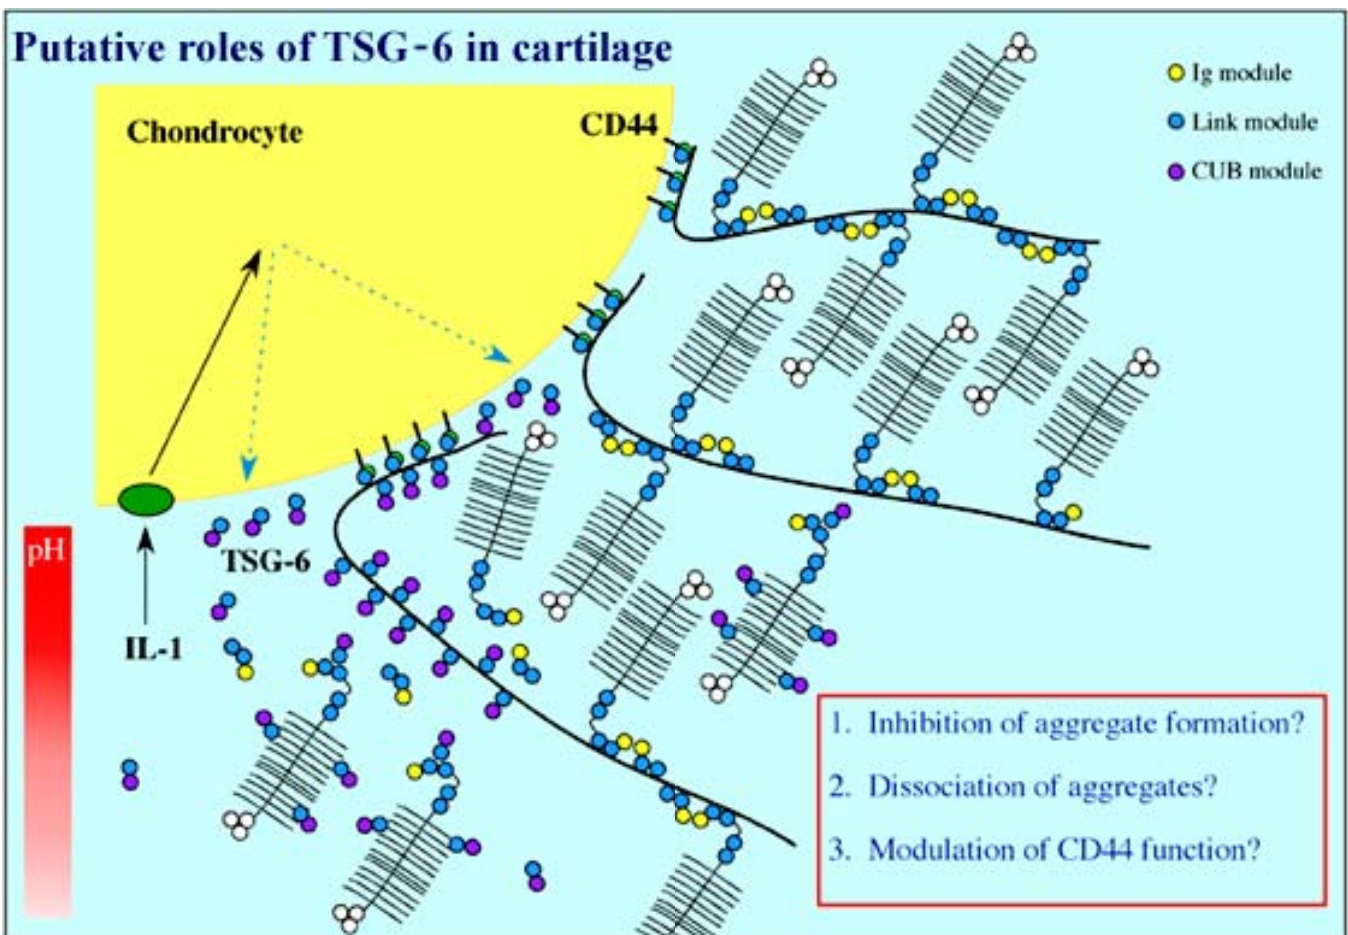 Putative roles of TSG-6 in cartilage
Chondrocyte
CD44
Ig module
Link module
CUB module
pH
TSG-6
IL-1
1. Inhibition of aggregate formation?
2. Dissociation of aggregates?
3. Modulation of CD44 function?